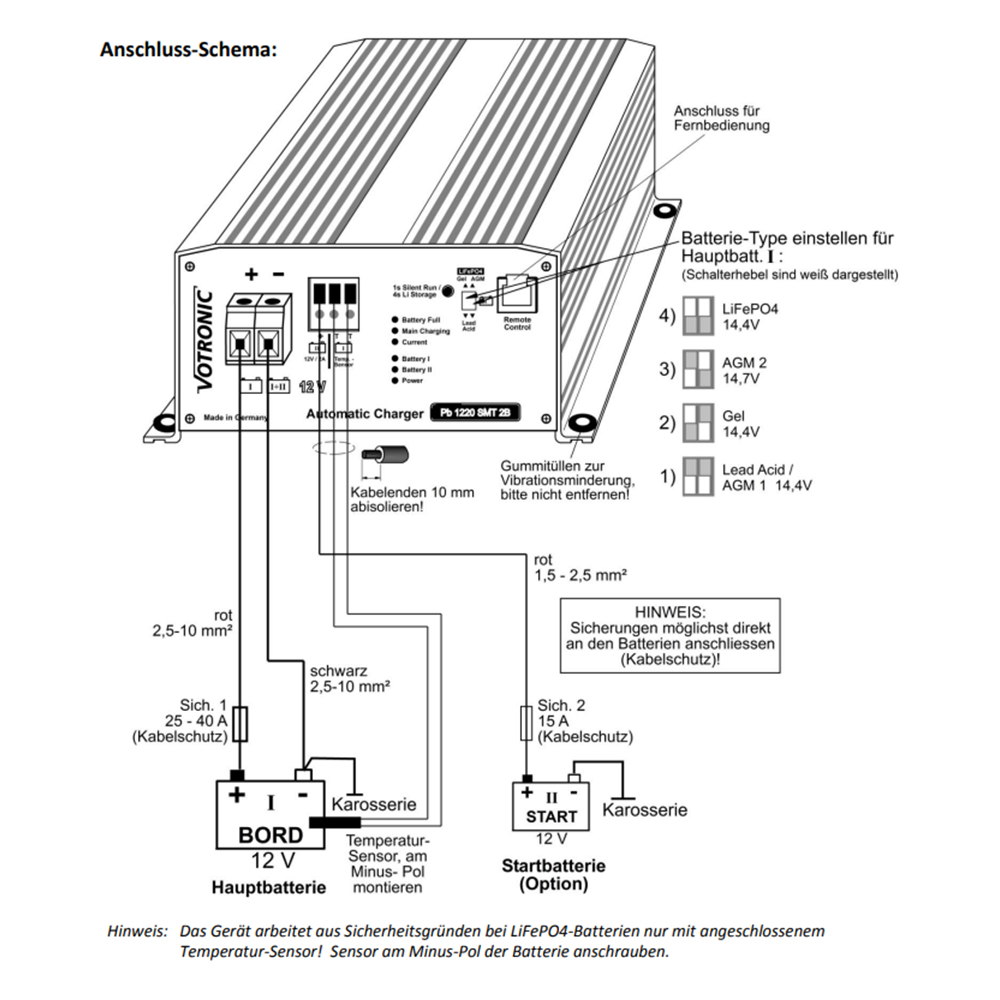 Anschluss-Schema:
Anschluss für
Fernbedienung
Batterie-Type einstellen für
Hauptbatt. I :
(Schalterhebel sind weiß dargestellt)
4) LiFePO4
14,4V
3) AGM 2
14,7V
2) Gel
14,4V
1) Lead Acid /
AGM 1 14,4V
VOTRONIC
+ -
LiFePO4
Gel AGM
1s Silent Run /
4s Li Storage
Lead
Acid
Remote
Control
Battery Full
Main Charging
Current
Battery I
Battery II
Power
+ T T
II I
12V / 2A Temp.-
Sensor
I I+II 12 V
Made in Germany
Automatic Charger Pb 1220 SMT 2B
Kabelenden 10 mm
abisolieren!
Gummitüllen zur
Vibrationsminderung,
bitte nicht entfernen!
rot
1,5 - 2,5 mm²
rot
2,5-10 mm²
HINWEIS:
Sicherungen möglichst direkt
an den Batterien anschliessen
(Kabelschutz)!
schwarz
2,5-10 mm²
Sich. 1
25 - 40 A
(Kabelschutz)
Sich. 2
15 A
(Kabelschutz)
+ I -
BORD
12 V
Hauptbatterie
Karosserie
Temperatur-
Sensor, am
Minus- Pol
montieren
+ II -
START
12 V
Startbatterie
(Option)
Karosserie
Hinweis: Das Gerät arbeitet aus Sicherheitsgründen bei LiFePO4-Batterien nur mit angeschlossenem
Temperatur-Sensor! Sensor am Minus-Pol der Batterie anschrauben.